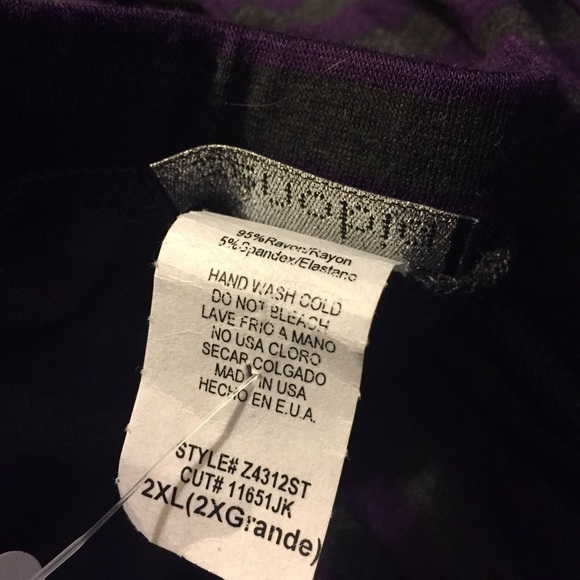 95%Rayon/Rayon
5%Spandex/Elastano
HAND WASH COLD
DO NOT BLEACH
LAVE FRIO A MANO
NO USA CLORO
SECAR COLGADO
MADE IN USA
HECHO EN E.U.A.
STYLE# Z4312ST
CUT# 11651JK
2XL(2XGrande)